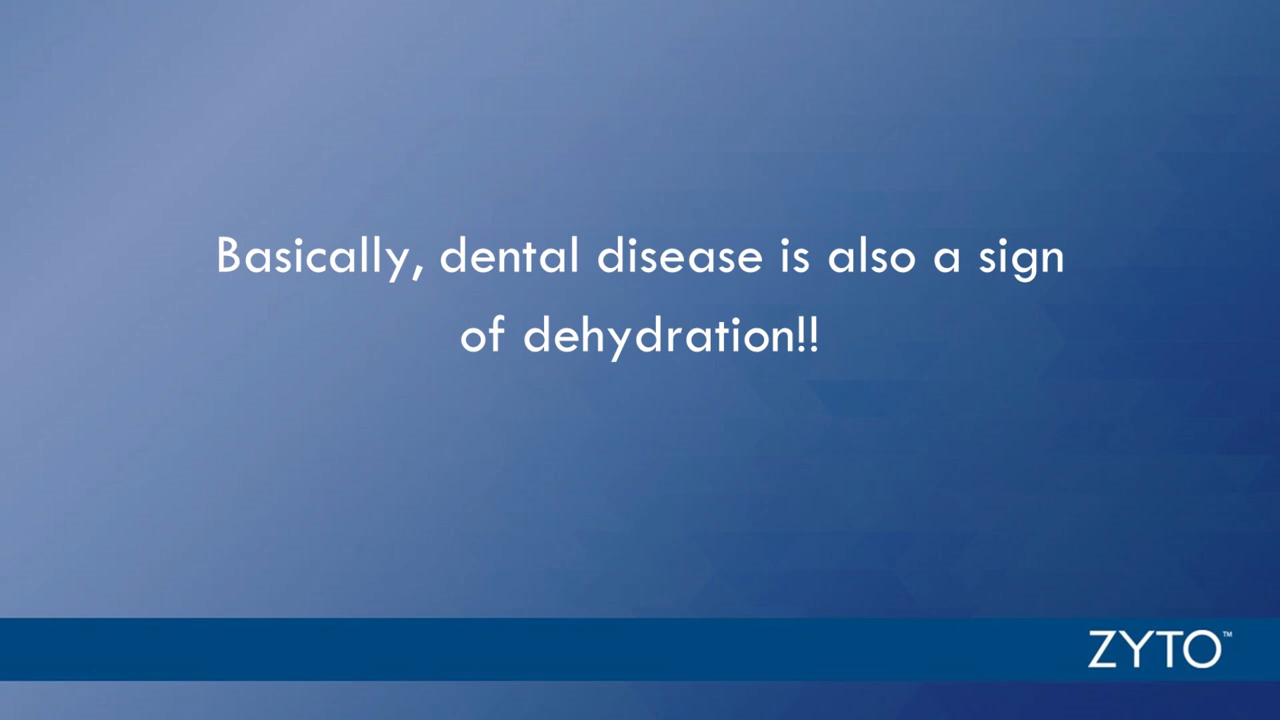 Basically, dental disease is also a sign
of dehydration!!
ZYTO™